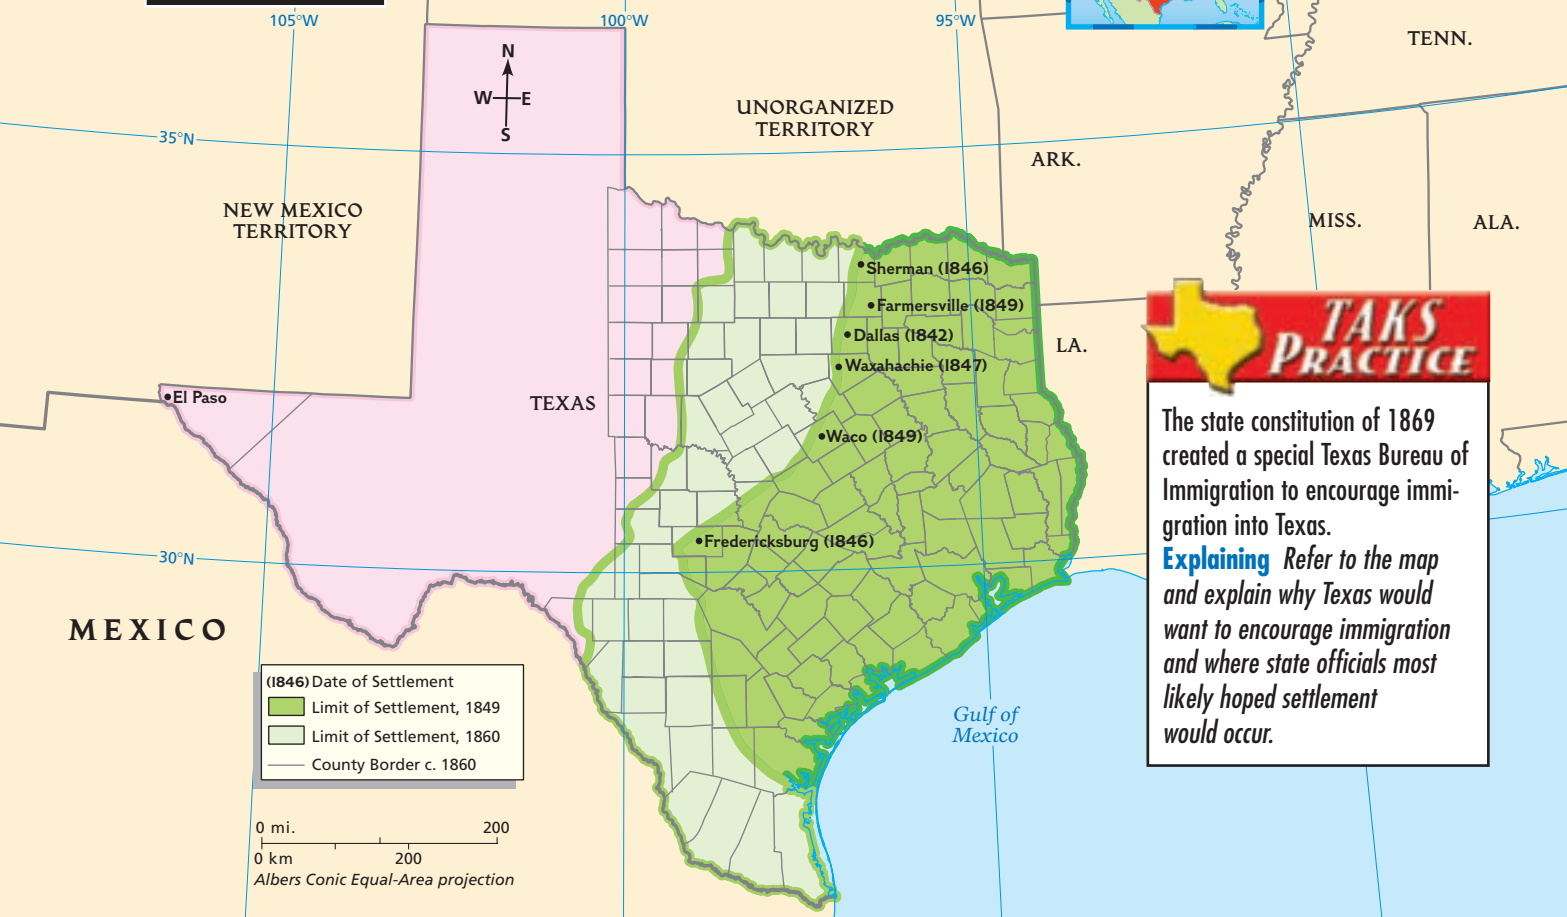 105°W
100°W
95°W
TENN.
N
W E
S
UNORGANIZED
TERRITORY
35°N
ARK.
NEW MEXICO
TERRITORY
MISS.
ALA.
Sherman (1846)
Farmersville (1849)
Dallas (1842)
LA.
Waxahachie (1847)
El Paso
TEXAS
Waco (1849)
Fredericksburg (1846)
30°N
MEXICO
Gulf of
Mexico
(1846) Date of Settlement
Limit of Settlement, 1849
Limit of Settlement, 1860
County Border c. 1860
0 mi. 200
0 km 200
Albers Conic Equal-Area projection
TAKS
PRACTICE
The state constitution of 1869
created a special Texas Bureau of
Immigration to encourage immi-
gration into Texas.
Explaining Refer to the map
and explain why Texas would
want to encourage immigration
and where state officials most
likely hoped settlement
would occur.